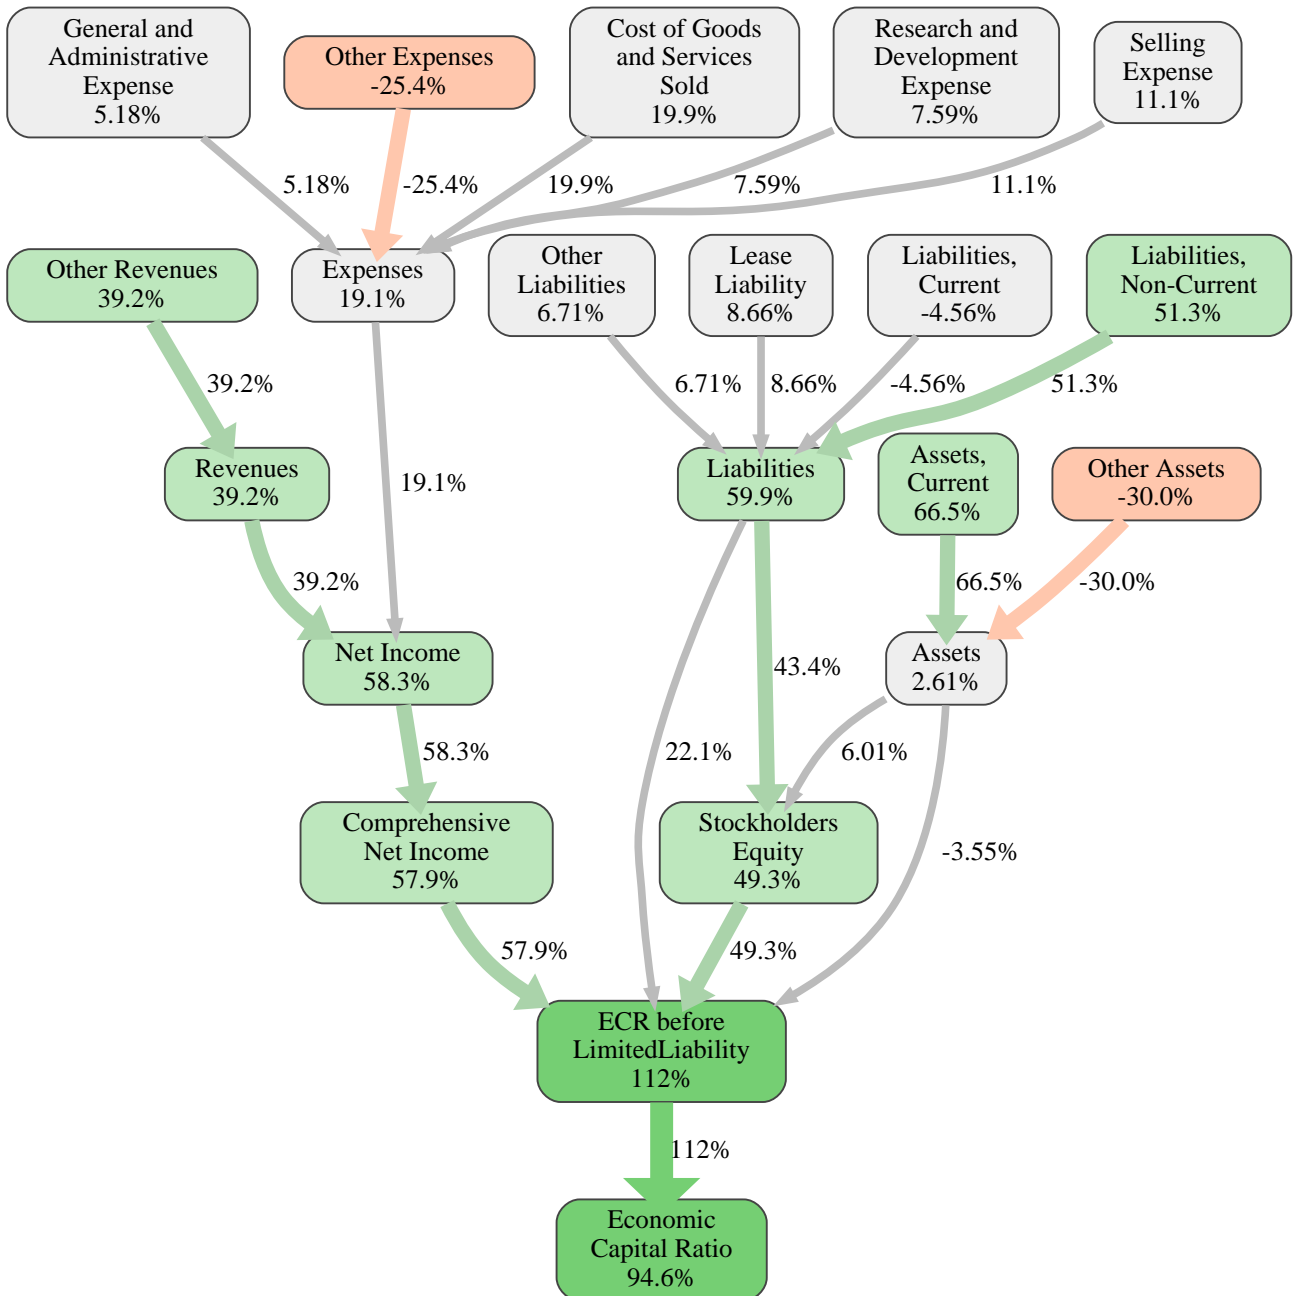 General and
Administrative
Expense
5.18%
Other Expenses
-25.4%
Cost of Goods
and Services
Sold
19.9%
Research and
Development
Expense
7.59%
Selling
Expense
11.1%
5.18%
-25.4%
19.9%
7.59%
11.1%
Other Revenues
39.2%
Expenses
19.1%
Other
Liabilities
6.71%
Lease
Liability
8.66%
Liabilities,
Current
-4.56%
Liabilities,
Non-Current
51.3%
39.2%
6.71%
8.66%
-4.56%
51.3%
Revenues
39.2%
19.1%
Liabilities
59.9%
Assets,
Current
66.5%
Other Assets
-30.0%
39.2%
66.5%
-30.0%
Net Income
58.3%
43.4%
Assets
2.61%
58.3%
22.1%
6.01%
Comprehensive
Net Income
57.9%
Stockholders
Equity
49.3%
-3.55%
57.9%
49.3%
ECR before
LimitedLiability
112%
112%
Economic
Capital Ratio
94.6%